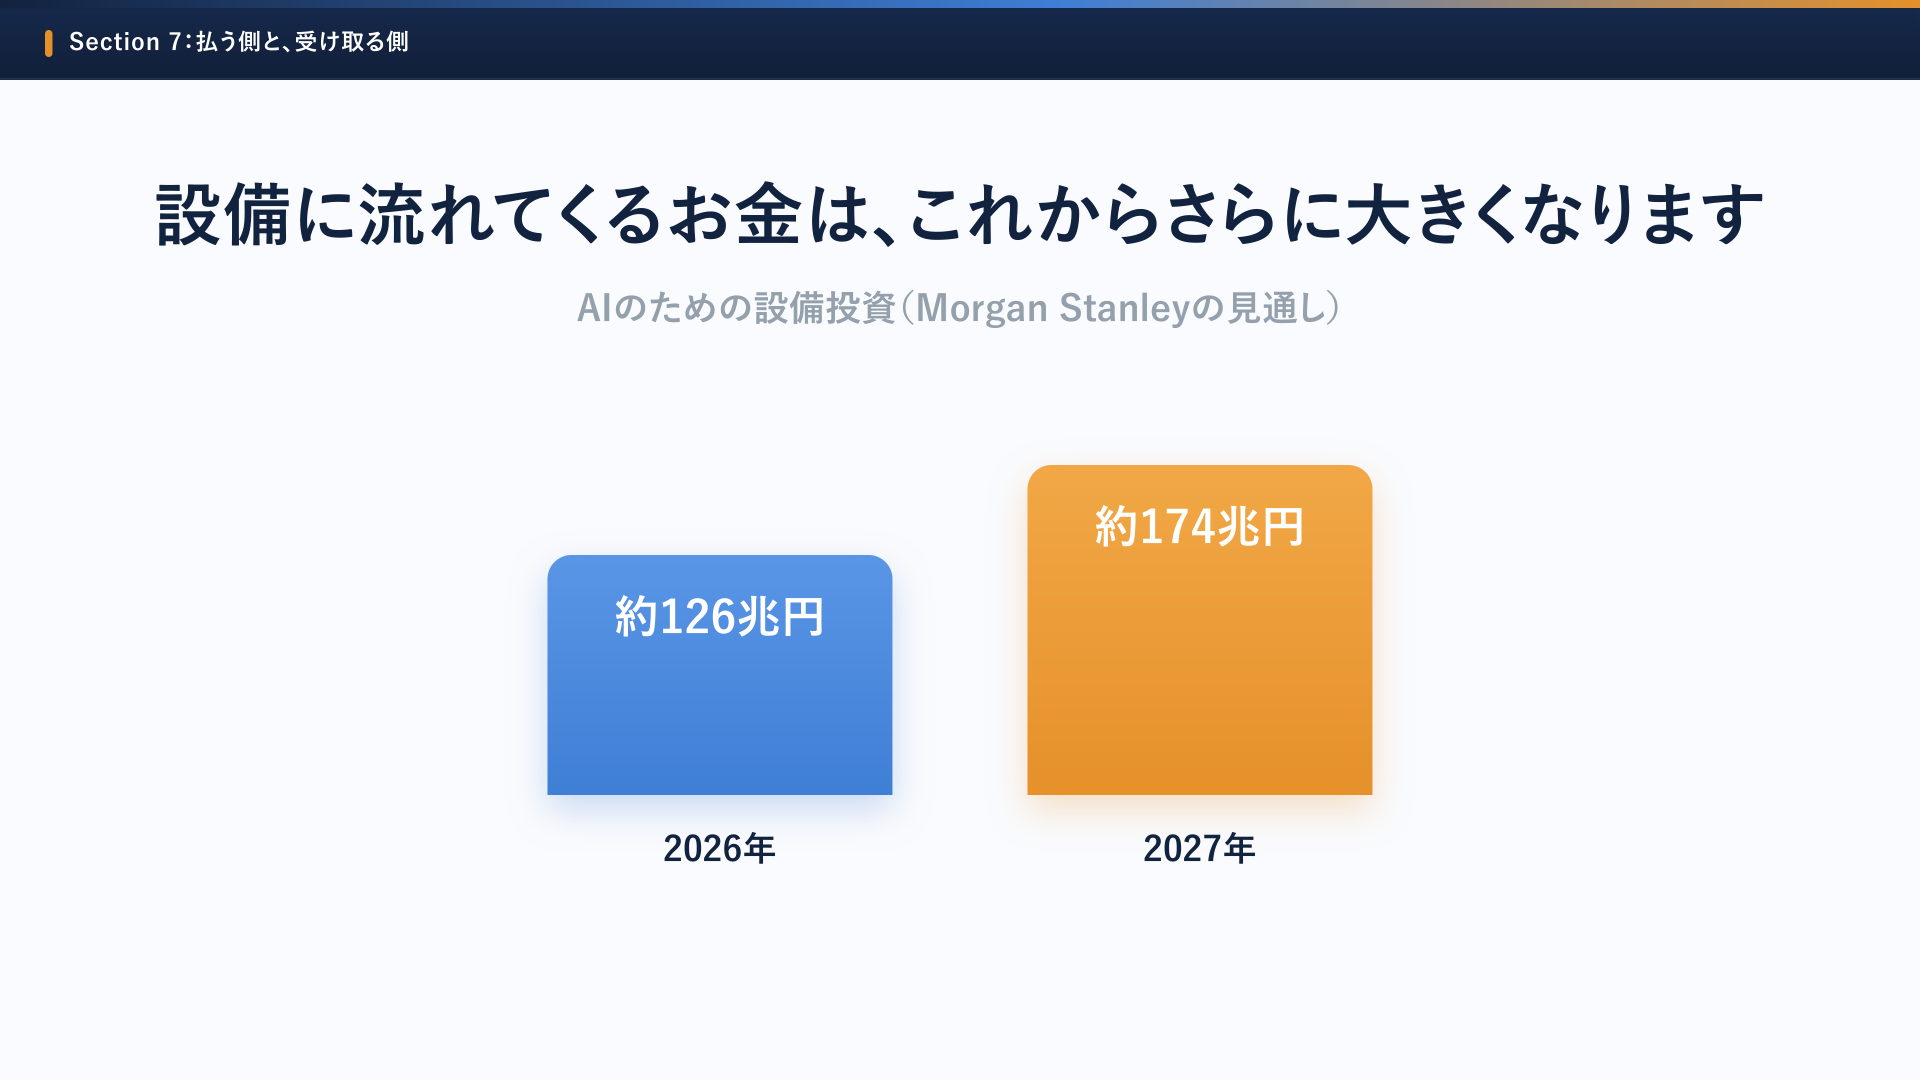 Section 7：払う側と、受け取る側
設備に流れてくるお金は、これからさらに大きくなります
AIのための設備投資（Morgan Stanleyの見通し）
約174兆円
約126兆円
2026年
2027年